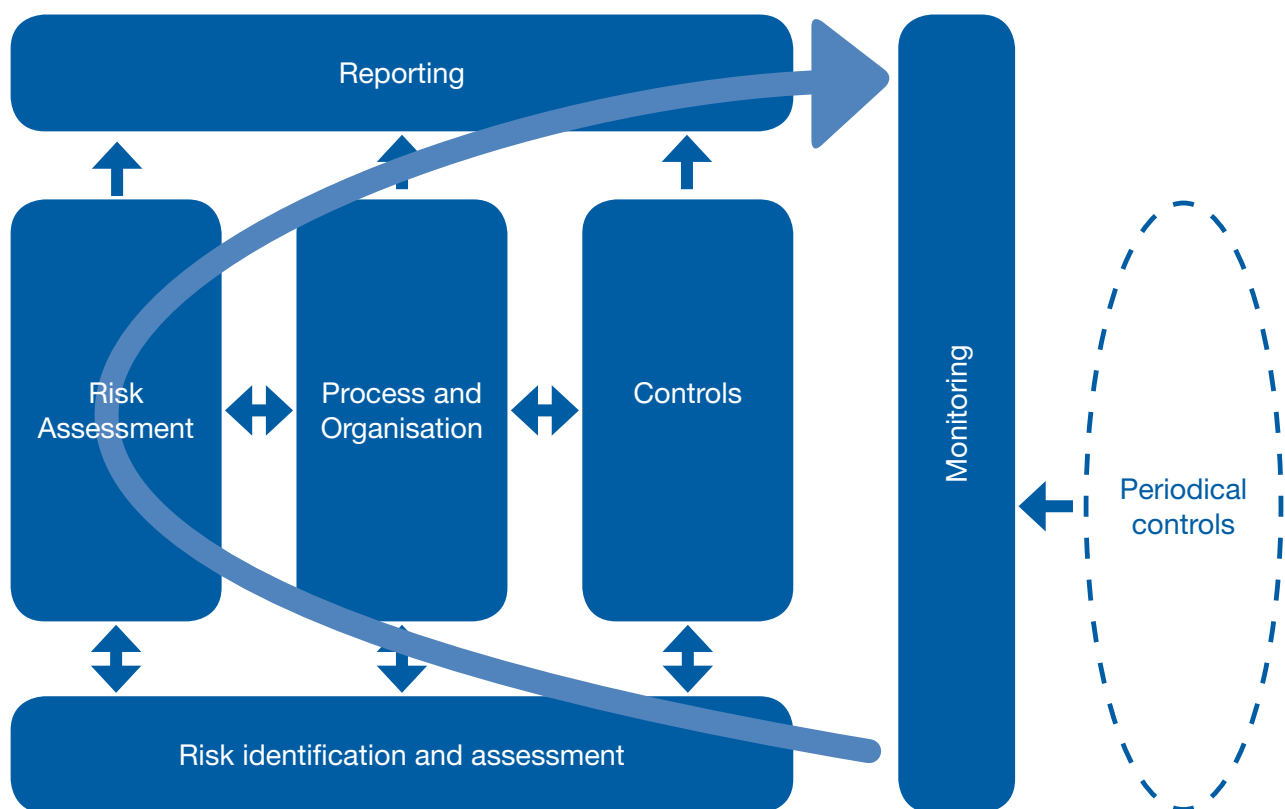 Reporting
Risk
Assessment
Process and
Organisation
Controls
Monitoring
Periodical
controls
Risk identification and assessment